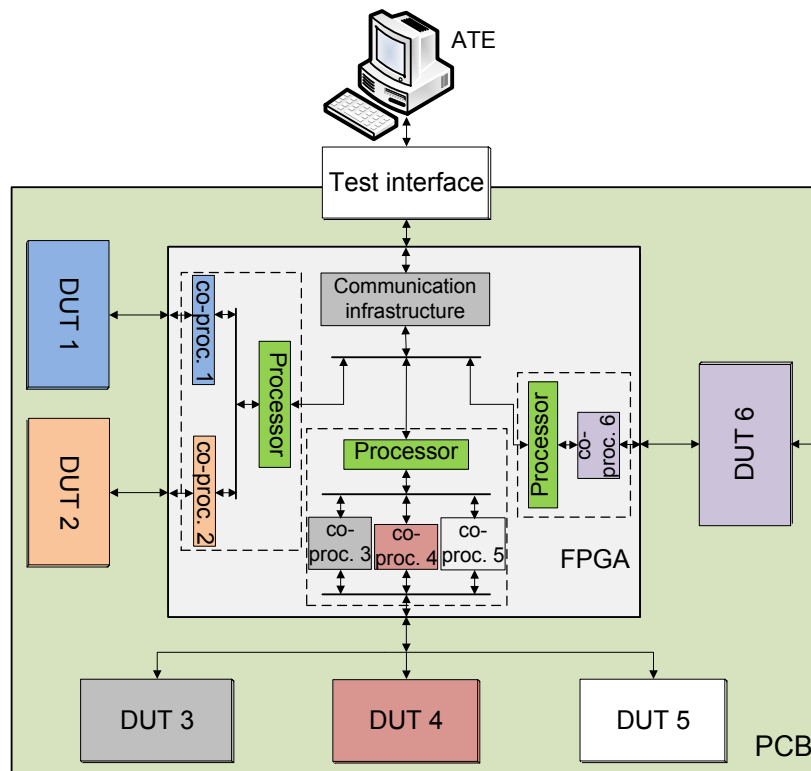 ATE
Test interface
Communication
infrastructure
DUT 1
co-proc. 1
Processor
DUT 2
co-proc. 2
Processor
co-
proc. 3
co-
proc. 4
co-
proc. 5
Processor
co-
proc. 6
DUT 6
FPGA
DUT 3
DUT 4
DUT 5
PCB